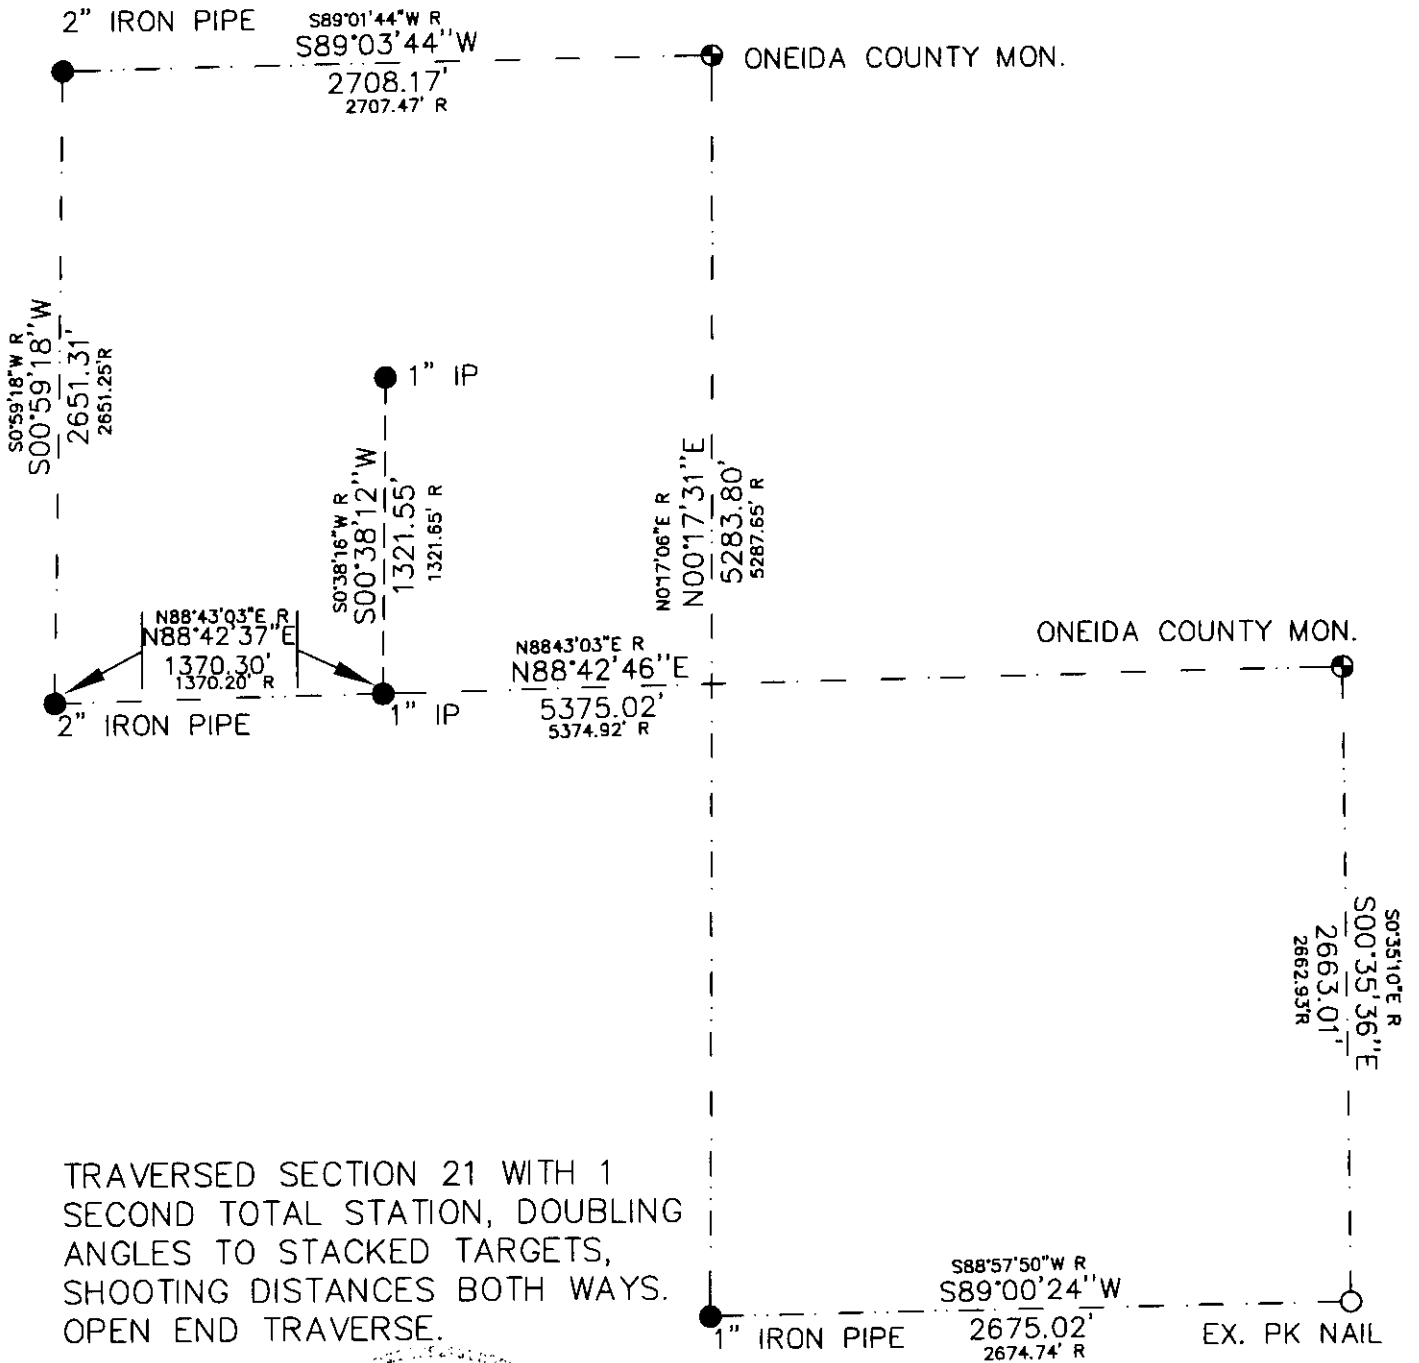 2" IRON PIPE
S89°01'44"W R
S89°03'44"W
2708.17'
2707.47' R
ONEIDA COUNTY MON.
S0°59'18"W R
S00°59'18"W
2651.31'
2651.25'R
1" IP
S0°38'16"W R
S00°38'12"W
1321.55'
1321.65' R
N0°17'06"E R
N00°17'31"E
5283.80'
5287.65' R
N88°43'03"E R
N88°42'37"E
1370.30'
1370.20' R
2" IRON PIPE
1" IP
N8843'03"E R
N88°42'46"E
5375.02'
5374.92' R
ONEIDA COUNTY MON.
S0°35'10"E R
S00°35'36"E
2663.01'
2662.93'R
TRAVERSED SECTION 21 WITH 1
SECOND TOTAL STATION, DOUBLING
ANGLES TO STACKED TARGETS,
SHOOTING DISTANCES BOTH WAYS.
OPEN END TRAVERSE.
S88°57'50"W R
S89°00'24"W
2675.02'
2674.74' R
1" IRON PIPE
EX. PK NAIL